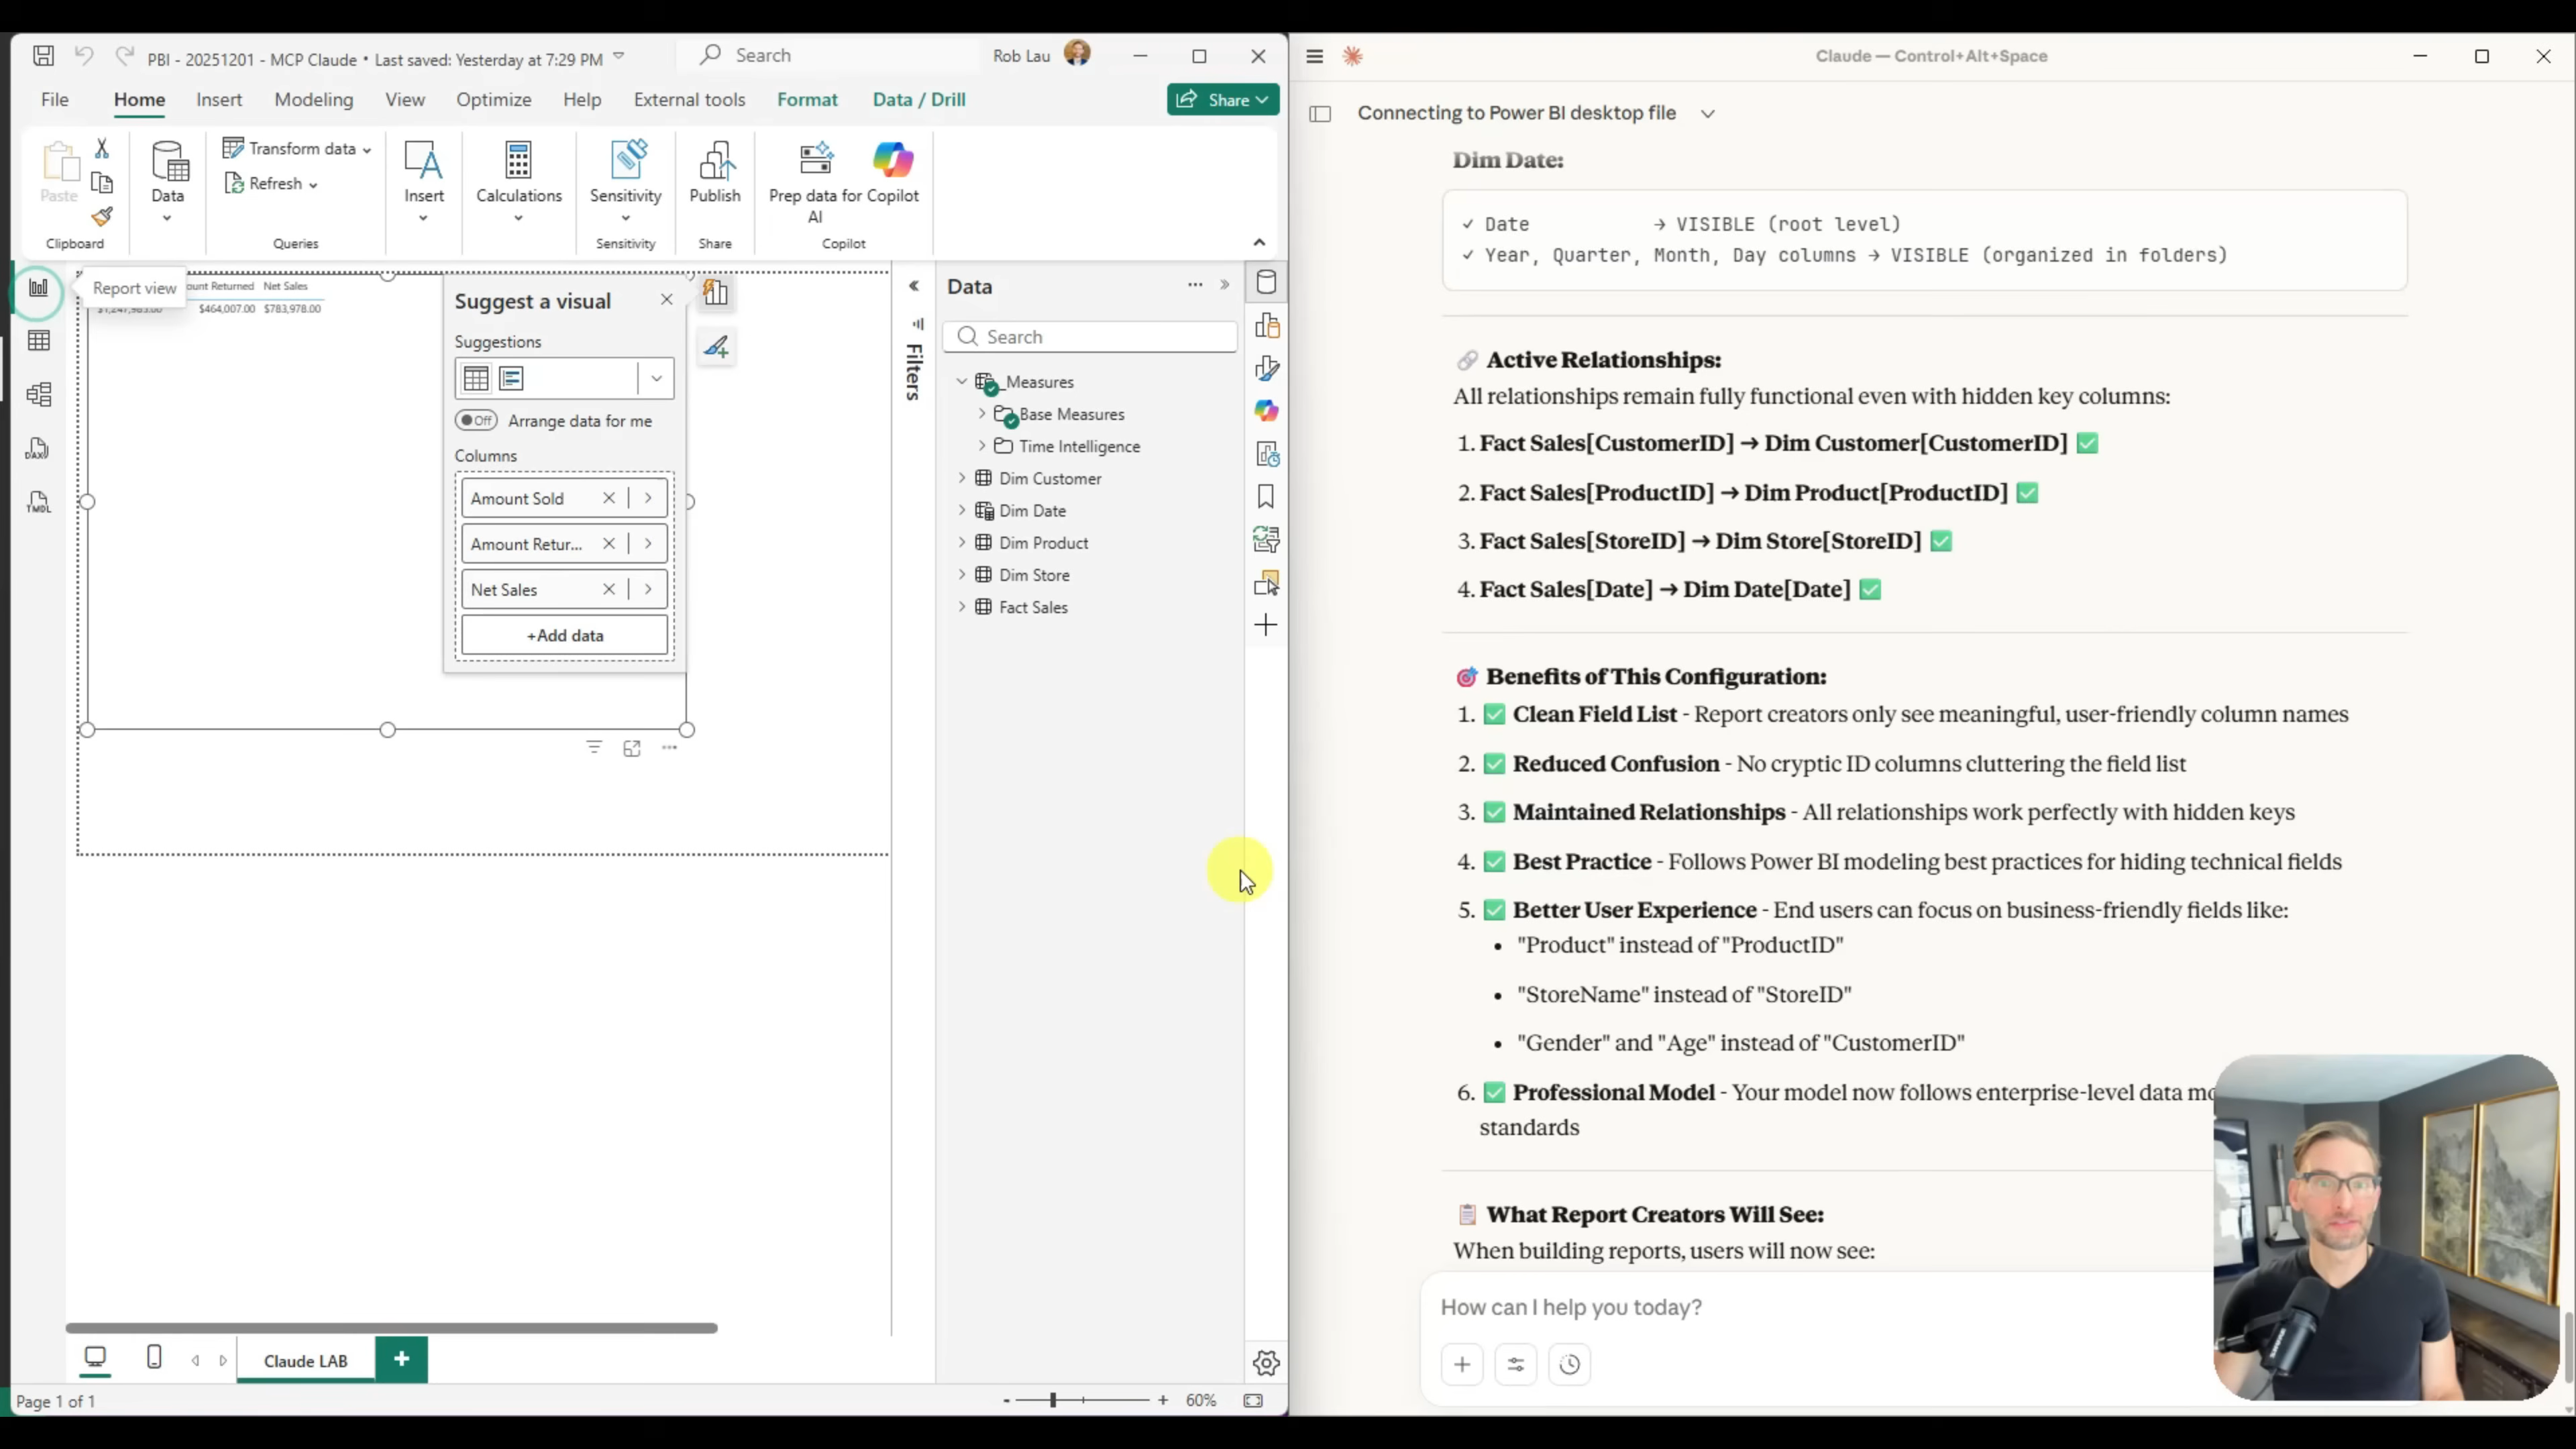 PBI - 20251201 - MCP Claude • Last saved: Yesterday at 7:29 PM
Search
Rob Lau
File Home Insert Modeling View Optimize Help External tools Format Data / Drill
Share
Paste
Clipboard
Data
Transform data
Refresh
Queries
Insert
Calculations
Sensitivity
Sensitivity
Publish
Share
Prep data for AI
Copilot
Copilot
Report view
ount Returned Net Sales
$464,007.00 $783,978.00
Suggest a visual
Suggestions
Off Arrange data for me
Columns
Amount Sold
Amount Retur...
Net Sales
+Add data
Filters
Data
Search
_Measures
Base Measures
Time Intelligence
Dim Customer
Dim Date
Dim Product
Dim Store
Fact Sales
DAX
TMDL
Claude LAB
Page 1 of 1
- + 60%
Claude — Control+Alt+Space
Connecting to Power BI desktop file
Dim Date:
✓ Date → VISIBLE (root level)
✓ Year, Quarter, Month, Day columns → VISIBLE (organized in folders)
🔗 Active Relationships:
All relationships remain fully functional even with hidden key columns:
1. Fact Sales[CustomerID] → Dim Customer[CustomerID] ✅
2. Fact Sales[ProductID] → Dim Product[ProductID] ✅
3. Fact Sales[StoreID] → Dim Store[StoreID] ✅
4. Fact Sales[Date] → Dim Date[Date] ✅
🎯 Benefits of This Configuration:
1. ✅ Clean Field List - Report creators only see meaningful, user-friendly column names
2. ✅ Reduced Confusion - No cryptic ID columns cluttering the field list
3. ✅ Maintained Relationships - All relationships work perfectly with hidden keys
4. ✅ Best Practice - Follows Power BI modeling best practices for hiding technical fields
5. ✅ Better User Experience - End users can focus on business-friendly fields like:
• "Product" instead of "ProductID"
• "StoreName" instead of "StoreID"
• "Gender" and "Age" instead of "CustomerID"
6. ✅ Professional Model - Your model now follows enterprise-level data mo
standards
📋 What Report Creators Will See:
When building reports, users will now see:
How can I help you today?